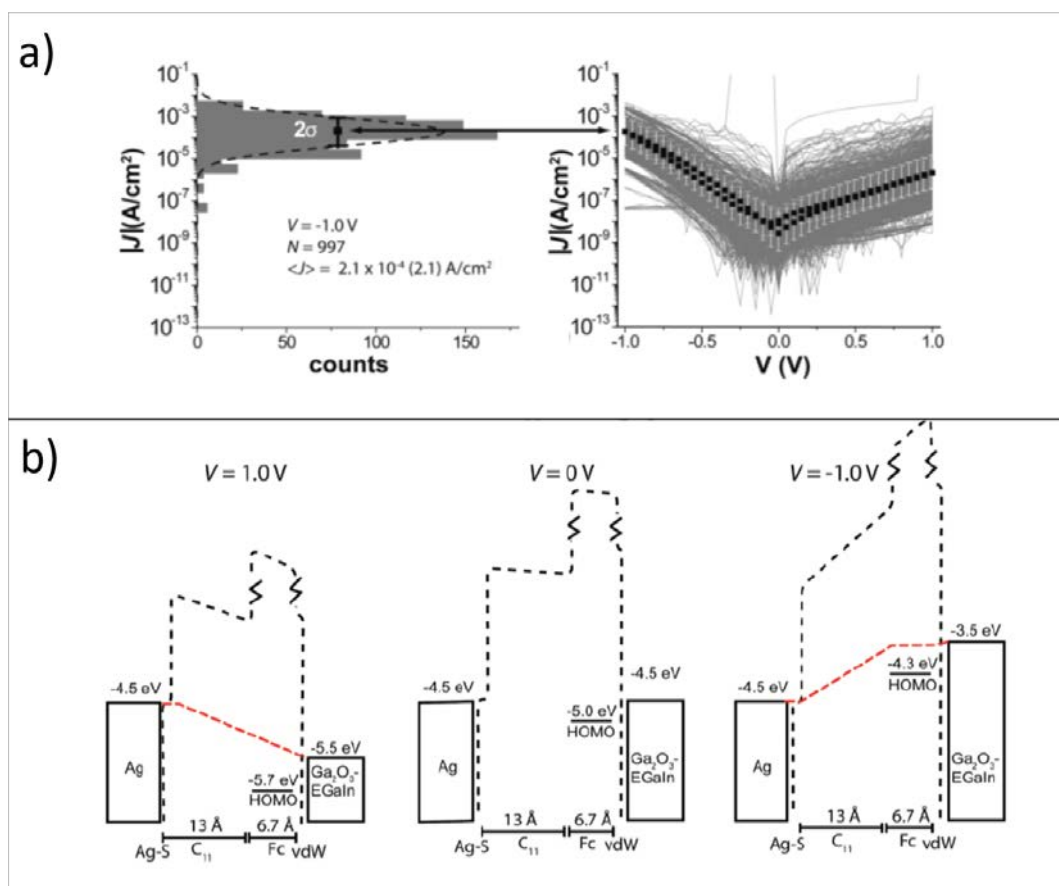 a)
10⁻¹
10⁻³
10⁻⁵
10⁻⁷
10⁻⁹
10⁻¹¹
10⁻¹³
|J|(A/cm²)
2σ
V = -1.0 V
N = 997
<J> = 2.1 x 10⁻⁴ (2.1) A/cm²
0 50 100 150
counts
10⁻¹
10⁻³
10⁻⁵
10⁻⁷
10⁻⁹
10⁻¹¹
10⁻¹³
|J|(A/cm²)
-1.0 -0.5 0.0 0.5 1.0
V (V)
b)
V = 1.0 V
-4.5 eV
-5.5 eV
Ag
-5.7 eV
HOMO
Ga₂O₃-
EGaIn
13 Å 6.7 Å
Ag-S C₁₁ Fc vdW
V = 0 V
-4.5 eV
-4.5 eV
-5.0 eV
HOMO
Ag
Ga₂O₃-
EGaIn
13 Å 6.7 Å
Ag-S C₁₁ Fc vdW
V = -1.0 V
-3.5 eV
-4.5 eV
-4.3 eV
HOMO
Ag
Ga₂O₃-
EGaIn
13 Å 6.7 Å
Ag-S C₁₁ Fc vdW